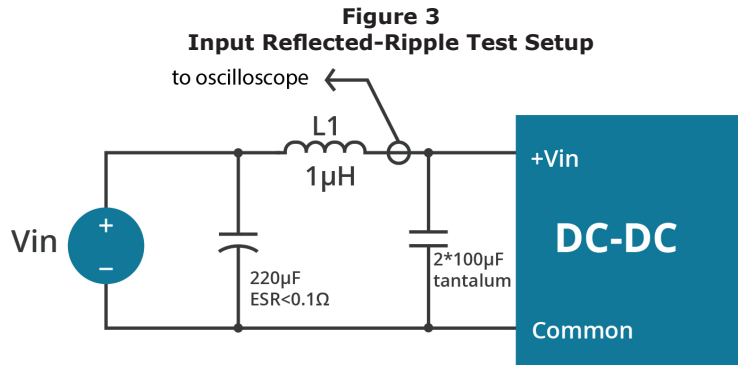 Figure 3
Input Reflected-Ripple Test Setup
to oscilloscope
L1
1µH
+Vin
Vin
+
−
DC-DC
220µF
ESR<0.1Ω
2*100µF
tantalum
Common